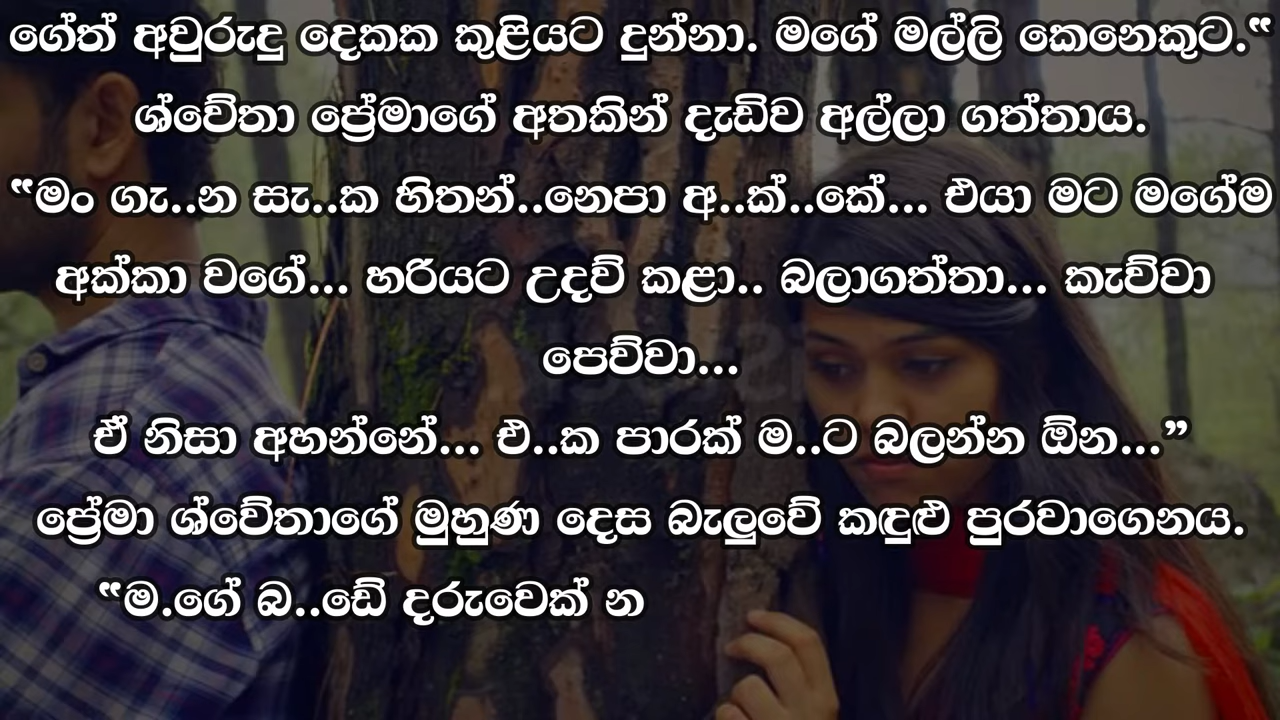 ගේත් අවුරුදු දෙකක කුළියට දුන්නා. මගේ මල්ලි කෙනෙකුට.“
ශ්වේතා ප්‍රේමාගේ අතකින් දැඩිව අල්ලා ගත්තාය.
“මං ගැ..න සැ..ක හිතන්..නෙපා අ..ක්..කේ... එයා මට මගේම
අක්කා වගේ... හරියට උදව් කළා.. බලාගත්තා... කැව්වා
පෙව්වා...
ඒ නිසා අහන්නේ... එ..ක පාරක් ම..ට බලන්න ඕන...”
ප්‍රේමා ශ්වේතාගේ මුහුණ දෙස බැලුවේ කඳුළු පුරවාගෙනය.
“ම.ගේ බ..ඩේ දරුවෙක් න